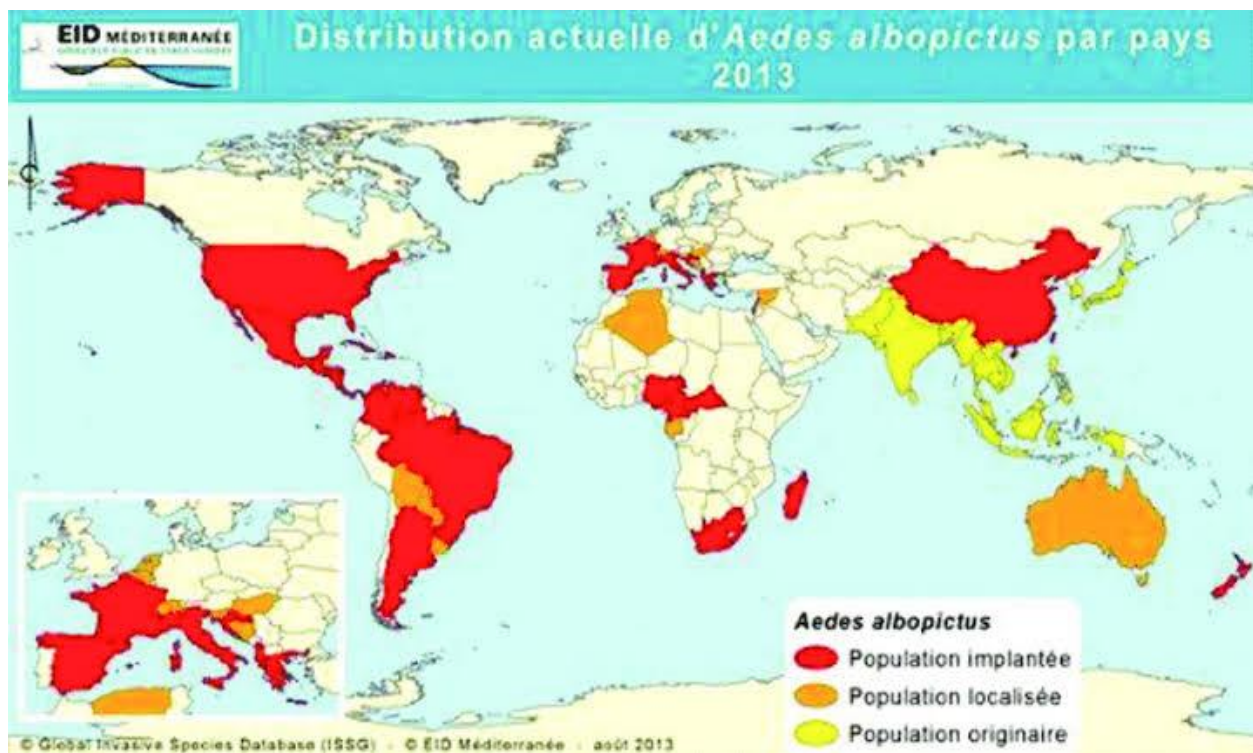 EID MÉDITERRANÉE
Distribution actuelle d'Aedes albopictus par pays
2013
Aedes albopictus
Population implantée
Population localisée
Population originaire
© Global Invasive Species Database (ISSG) - © EID Méditerranée - août 2013